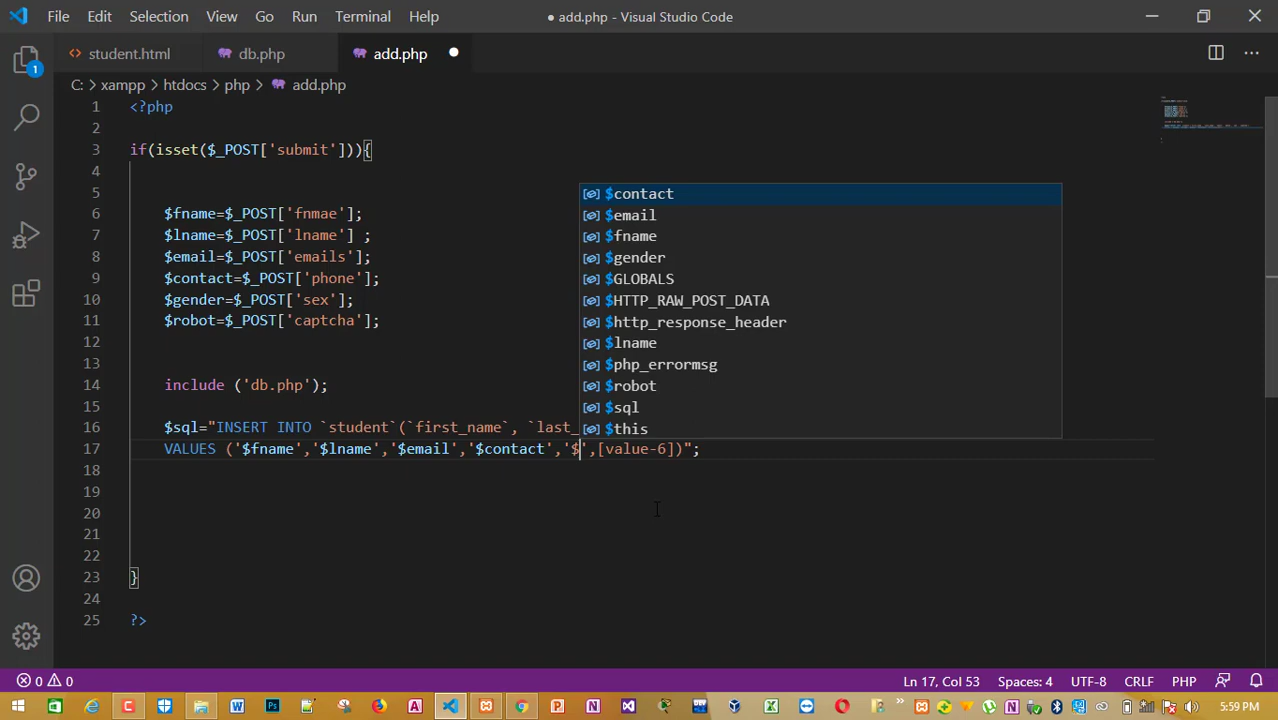 File Edit Selection View Go Run Terminal Help
● add.php - Visual Studio Code
student.html db.php add.php
C: > xampp > htdocs > php > add.php
1 <?php
2
3 if(isset($_POST['submit'])){
4
5
6 $fname=$_POST['fnmae'];
7 $lname=$_POST['lname'] ;
8 $email=$_POST['emails'];
9 $contact=$_POST['phone'];
10 $gender=$_POST['sex'];
11 $robot=$_POST['captcha'];
12
13
14 include ('db.php');
15
16 $sql="INSERT INTO `student`(`first_name`, `last_
17 VALUES ('$fname','$lname','$email','$contact','$',[value-6])";
18
19
20
21
22
23 }
24
25 ?>
$contact
$email
$fname
$gender
$GLOBALS
$HTTP_RAW_POST_DATA
$http_response_header
$lname
$php_errormsg
$robot
$sql
$this
1
0 0
Ln 17, Col 53 Spaces: 4 UTF-8 CRLF PHP
5:59 PM